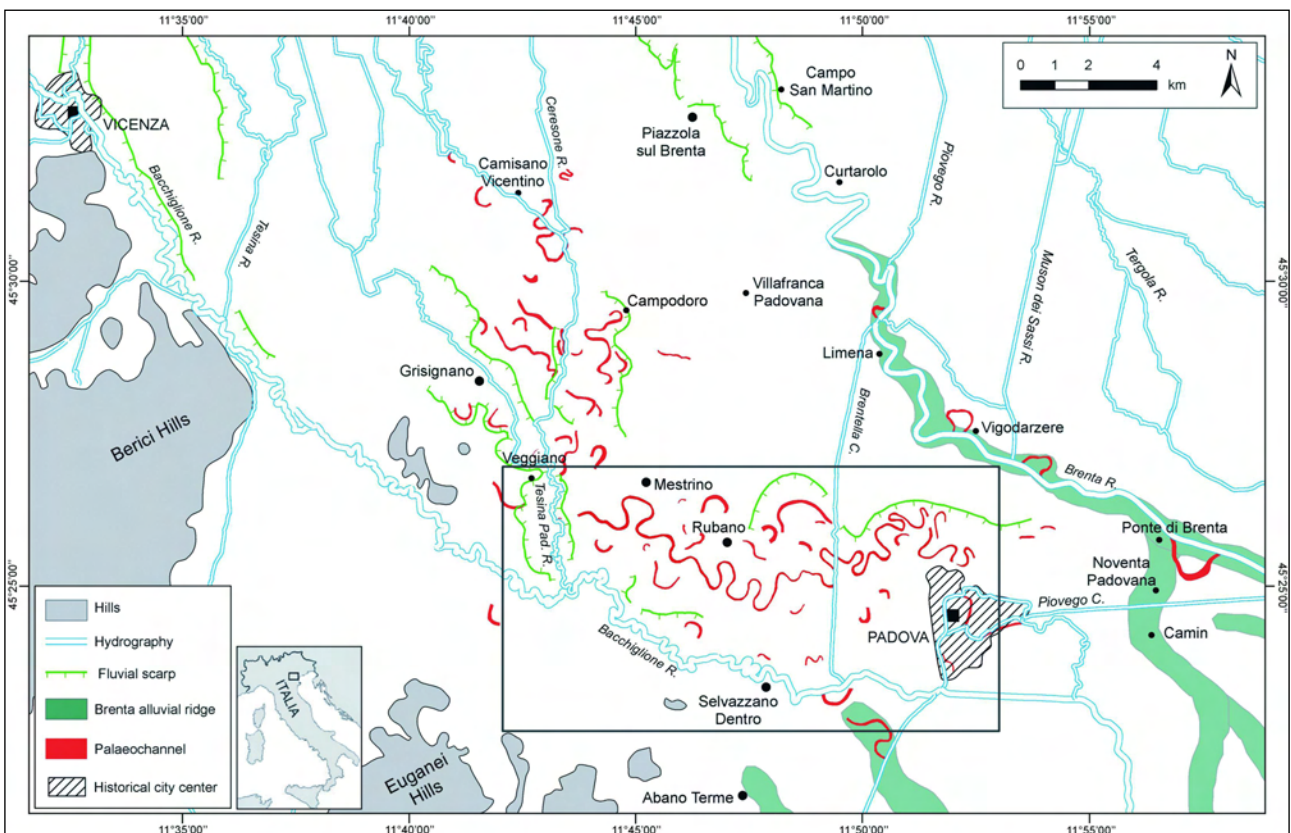 11°35'00"
11°40'00"
11°45'00"
11°50'00"
11°55'00"
0 1 2 4
km
N
Campo
San Martino
VICENZA
Piazzola
sul Brenta
Ceresone R.
Piovego R.
Camisano
Vicentino
Curtarolo
Bacchiglione R.
Tesina R.
Muson dei Sassi R.
Tergola R.
45°30'00"
45°30'00"
Villafranca
Padovana
Campodoro
Limena
Grisignano
Brentella C.
Berici Hills
Vigodarzere
Veggiano
Brenta R.
Mestrino
Tesina Pad. R.
Rubano
Ponte di Brenta
Noventa
Padovana
45°25'00"
45°25'00"
Piovego C.
PADOVA
Camin
Bacchiglione R.
Selvazzano
Dentro
Euganei
Hills
Abano Terme
Hills
Hydrography
Fluvial scarp
Brenta alluvial ridge
Palaeochannel
Historical city center
ITALIA
11°35'00"
11°40'00"
11°45'00"
11°50'00"
11°55'00"